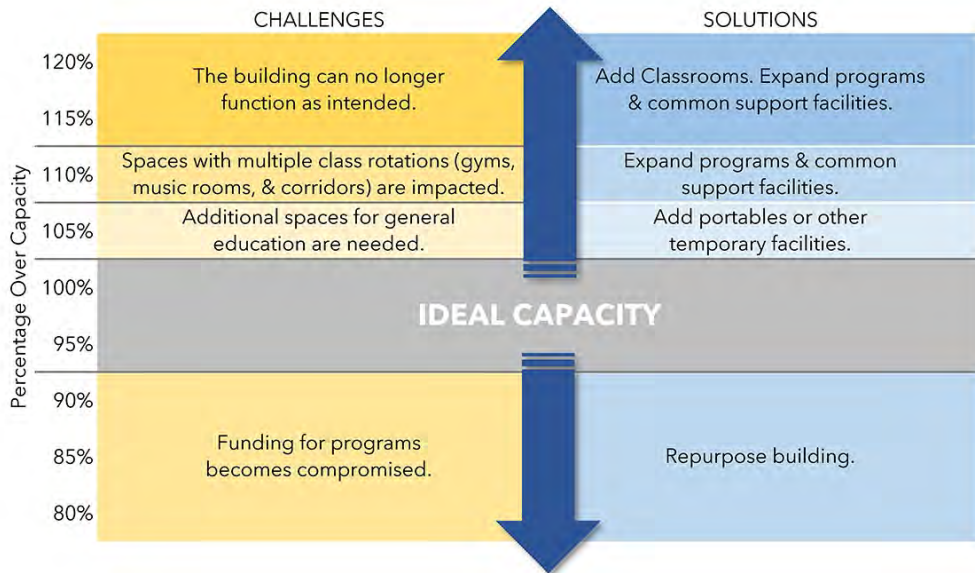 CHALLENGES
SOLUTIONS
Percentage Over Capacity
120%
115%
The building can no longer
function as intended.
Add Classrooms. Expand programs
& common support facilities.
110%
Spaces with multiple class rotations (gyms,
music rooms, & corridors) are impacted.
Expand programs & common
support facilities.
105%
Additional spaces for general
education are needed.
Add portables or other
temporary facilities.
100%
95%
IDEAL CAPACITY
90%
85%
80%
Funding for programs
becomes compromised.
Repurpose building.